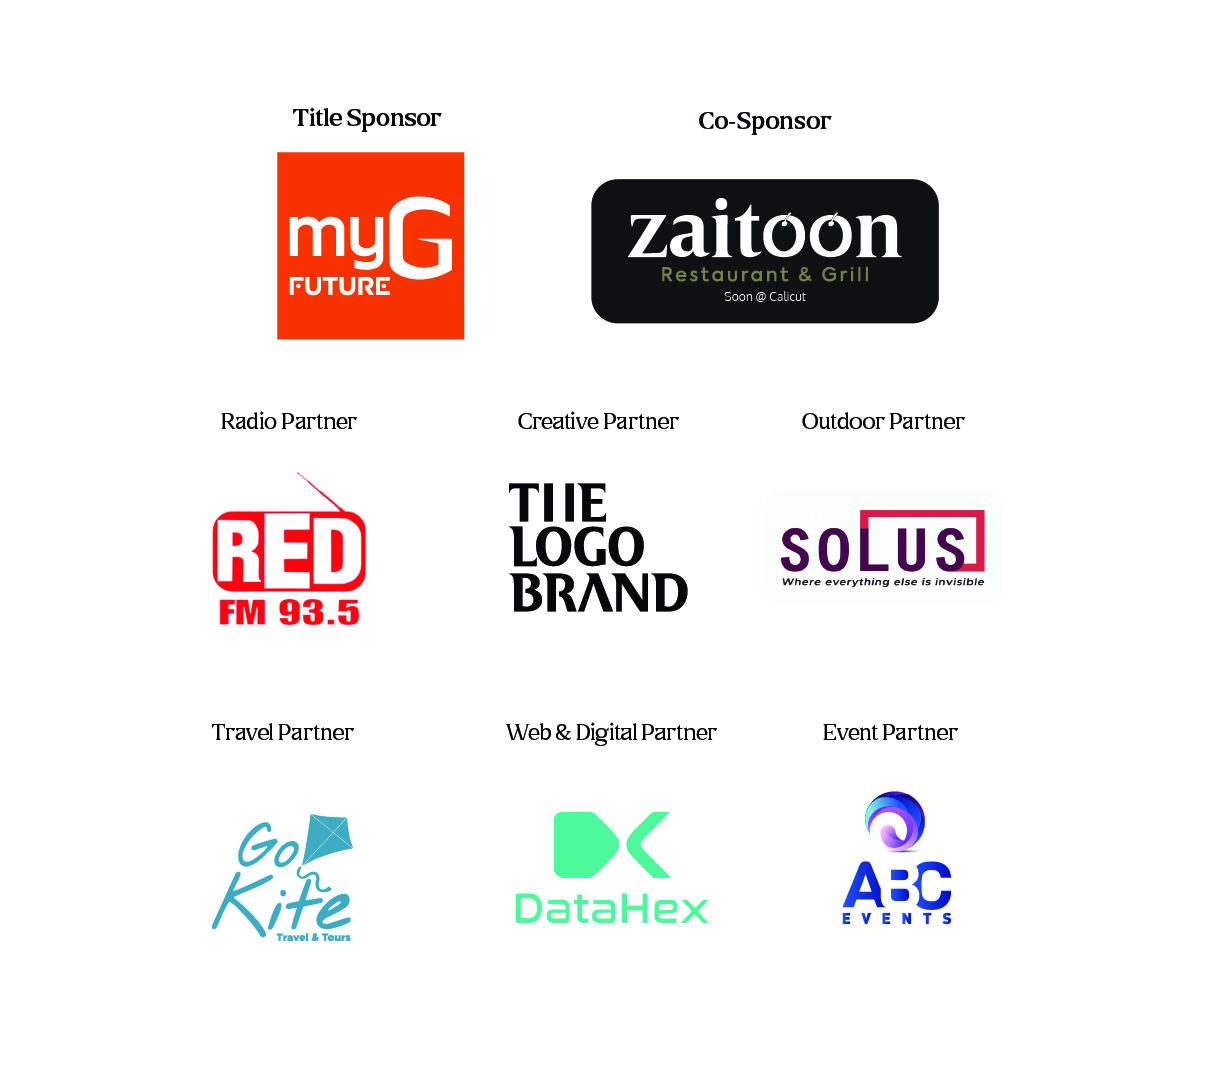 Title Sponsor
Co-Sponsor
myG
FUTURE
zaitoon
Restaurant & Grill
Soon @ Calicut
Radio Partner
Creative Partner
Outdoor Partner
RED
FM 93.5
THE
LOGO
BRAND
SOLUS
Where everything else is invisible
Travel Partner
Web & Digital Partner
Event Partner
Go
Kite
Travel & Tours
DataHex
ABC
EVENTS